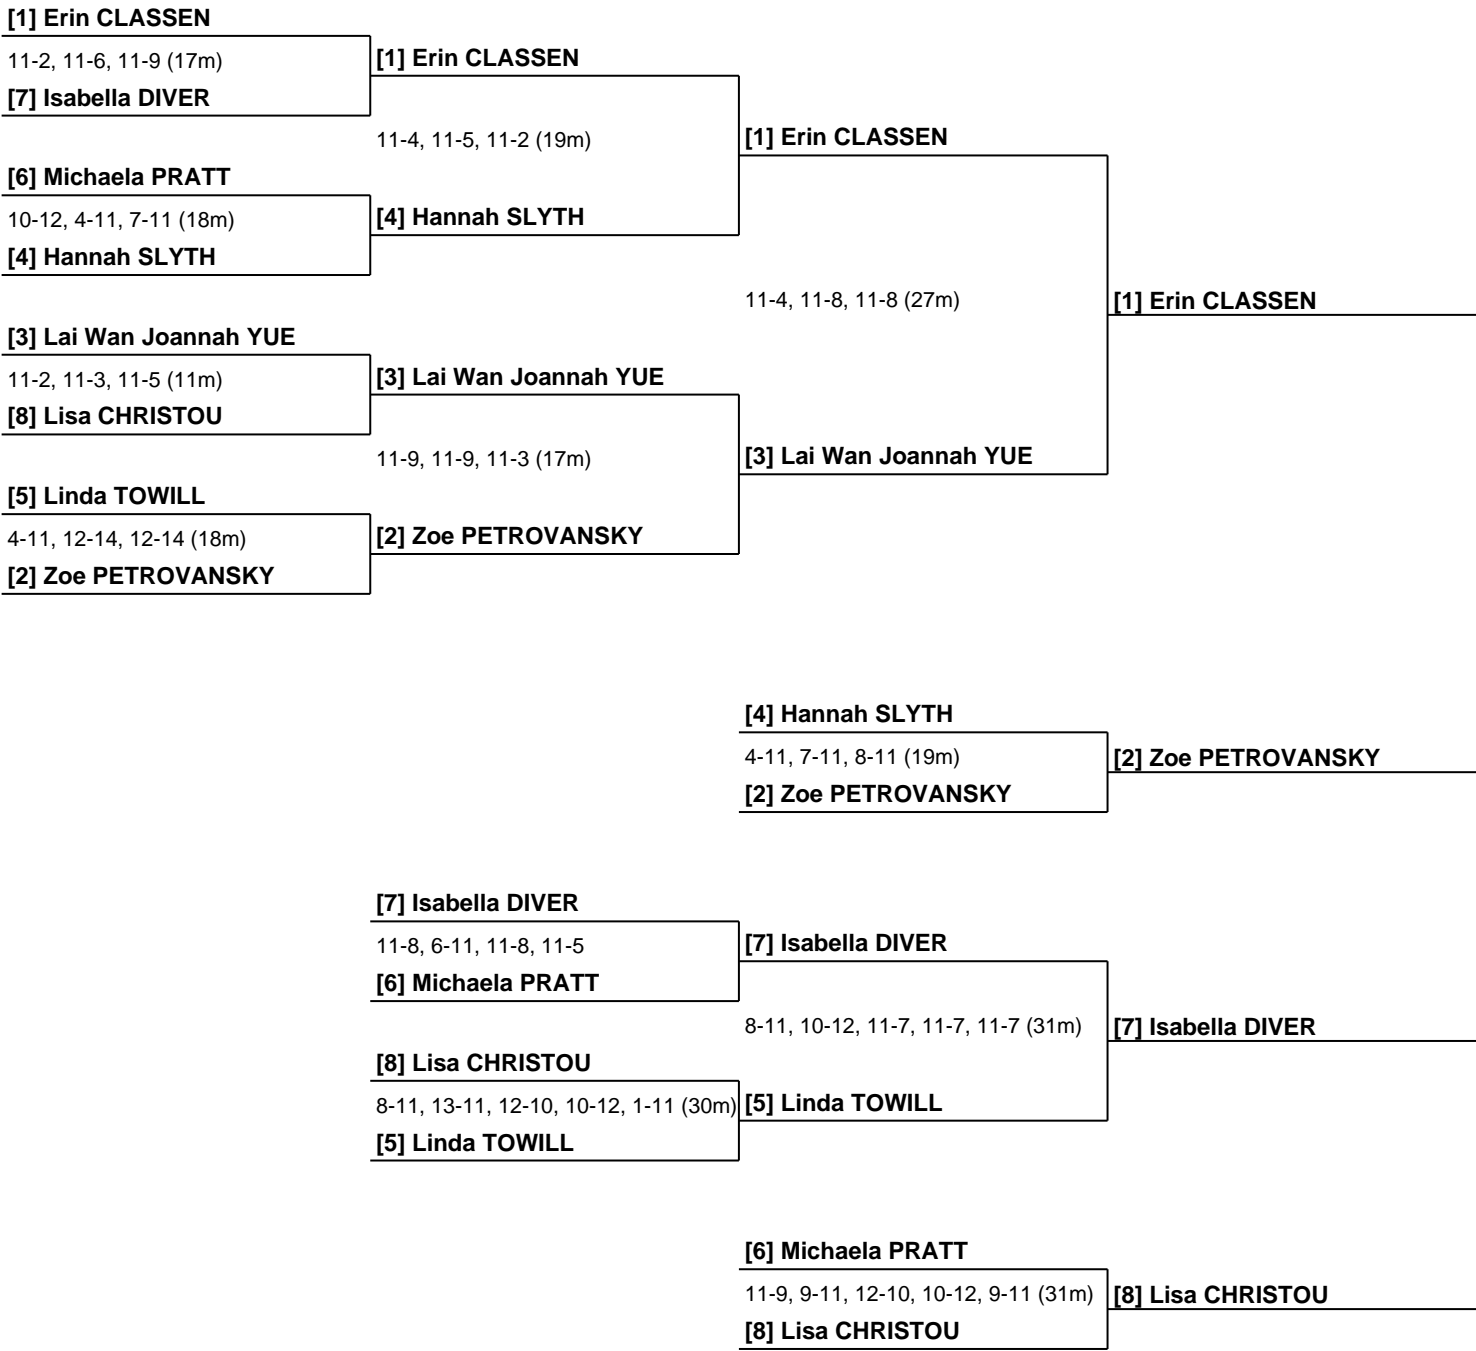 [1] Erin CLASSEN
11-2, 11-6, 11-9 (17m)
[7] Isabella DIVER
[1] Erin CLASSEN
11-4, 11-5, 11-2 (19m)
[6] Michaela PRATT
10-12, 4-11, 7-11 (18m)
[4] Hannah SLYTH
[4] Hannah SLYTH
[1] Erin CLASSEN
11-4, 11-8, 11-8 (27m)
[1] Erin CLASSEN
[3] Lai Wan Joannah YUE
11-2, 11-3, 11-5 (11m)
[8] Lisa CHRISTOU
[3] Lai Wan Joannah YUE
11-9, 11-9, 11-3 (17m)
[3] Lai Wan Joannah YUE
[5] Linda TOWILL
4-11, 12-14, 12-14 (18m)
[2] Zoe PETROVANSKY
[2] Zoe PETROVANSKY
[4] Hannah SLYTH
4-11, 7-11, 8-11 (19m)
[2] Zoe PETROVANSKY
[2] Zoe PETROVANSKY
[7] Isabella DIVER
11-8, 6-11, 11-8, 11-5
[6] Michaela PRATT
[7] Isabella DIVER
8-11, 10-12, 11-7, 11-7, 11-7 (31m)
[7] Isabella DIVER
[8] Lisa CHRISTOU
8-11, 13-11, 12-10, 10-12, 1-11 (30m)
[5] Linda TOWILL
[5] Linda TOWILL
[6] Michaela PRATT
11-9, 9-11, 12-10, 10-12, 9-11 (31m)
[8] Lisa CHRISTOU
[8] Lisa CHRISTOU